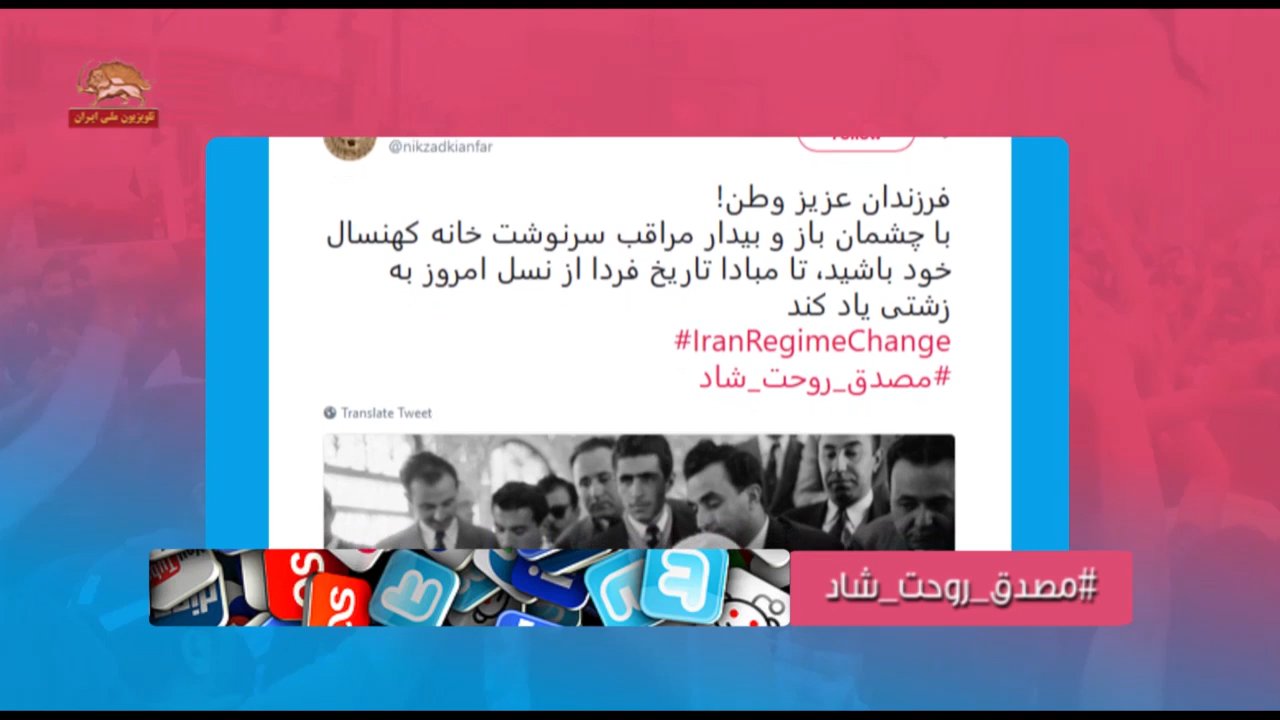 تلویزیون ملی ایران
@nikzadkianfar
Follow
فرزندان عزیز وطن!
با چشمان باز و بیدار مراقب سرنوشت خانه کهنسال
خود باشید، تا مبادا تاریخ فردا از نسل امروز به
زشتی یاد کند
#IranRegimeChange
#مصدق_روحت_شاد
Translate Tweet
#مصدق_روحت_شاد